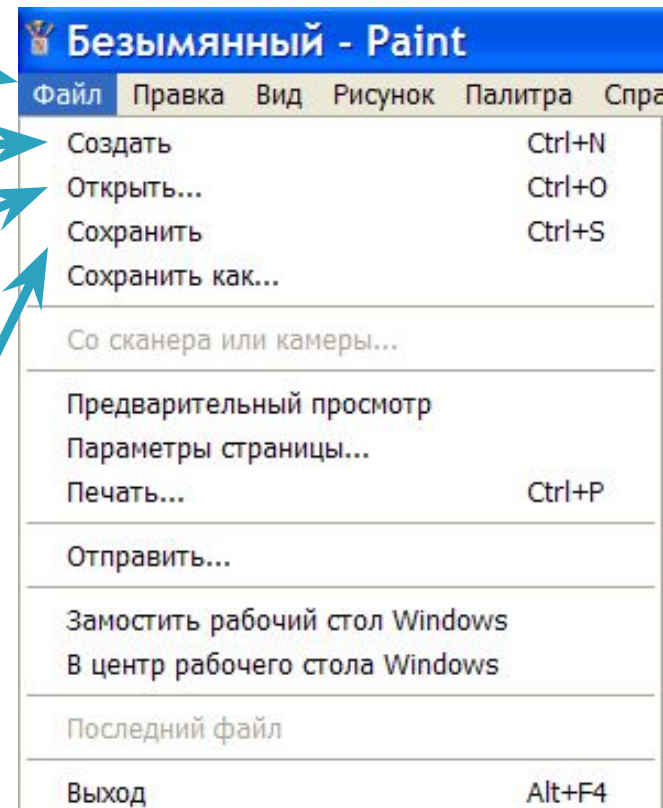 Безымянный - Paint
Файл Правка Вид Рисунок Палитра Спра
Создать Ctrl+N
Открыть... Ctrl+O
Сохранить Ctrl+S
Сохранить как...
Со сканера или камеры...
Предварительный просмотр
Параметры страницы...
Печать... Ctrl+P
Отправить...
Замостить рабочий стол Windows
В центр рабочего стола Windows
Последний файл
Выход Alt+F4